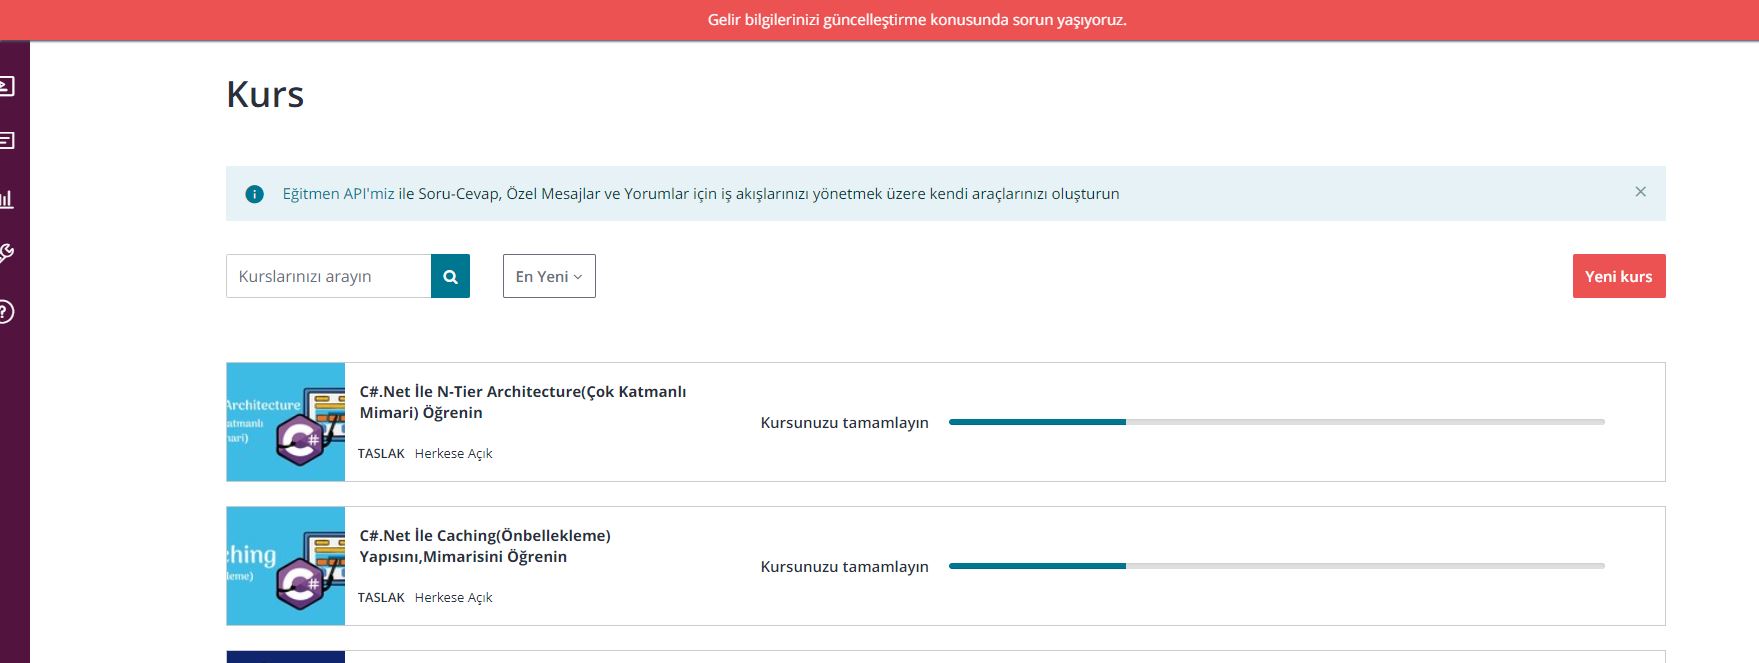 Gelir bilgilerinizi güncelleştirme konusunda sorun yaşıyoruz.
Kurs
Eğitmen API'miz ile Soru-Cevap, Özel Mesajlar ve Yorumlar için iş akışlarınızı yönetmek üzere kendi araçlarınızı oluşturun
Kurslarınızı arayın
En Yeni
Yeni kurs
Architecture
atmanlı
nari)
C#
C#.Net İle N-Tier Architecture(Çok Katmanlı
Mimari) Öğrenin
TASLAK Herkese Açık
Kursunuzu tamamlayın
ching
leme)
C#
C#.Net İle Caching(Önbellekleme)
Yapısını,Mimarisini Öğrenin
TASLAK Herkese Açık
Kursunuzu tamamlayın